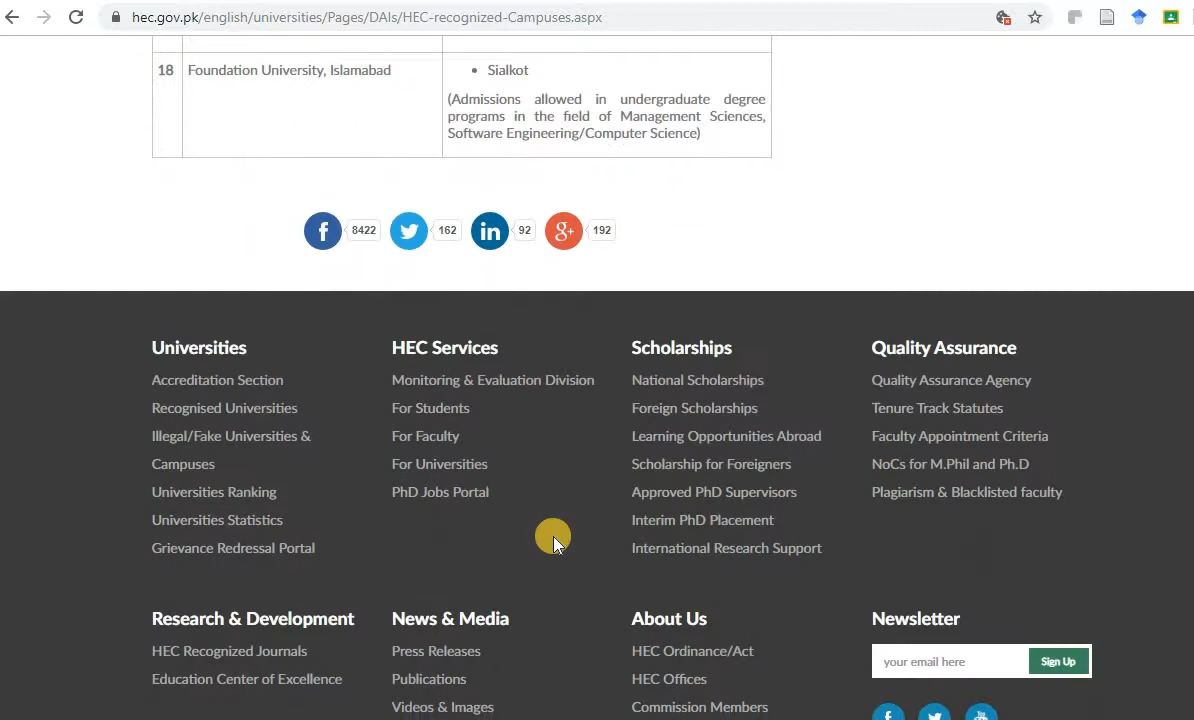 hec.gov.pk/english/universities/Pages/DAIs/HEC-recognized-Campuses.aspx
18 Foundation University, Islamabad • Sialkot
(Admissions allowed in undergraduate degree
programs in the field of Management Sciences,
Software Engineering/Computer Science)
f 8422 162 in 92 g+ 192
Universities
Accreditation Section
Recognised Universities
Illegal/Fake Universities &
Campuses
Universities Ranking
Universities Statistics
Grievance Redressal Portal
HEC Services
Monitoring & Evaluation Division
For Students
For Faculty
For Universities
PhD Jobs Portal
Scholarships
National Scholarships
Foreign Scholarships
Learning Opportunities Abroad
Scholarship for Foreigners
Approved PhD Supervisors
Interim PhD Placement
International Research Support
Quality Assurance
Quality Assurance Agency
Tenure Track Statutes
Faculty Appointment Criteria
NoCs for M.Phil and Ph.D
Plagiarism & Blacklisted faculty
Research & Development
HEC Recognized Journals
Education Center of Excellence
News & Media
Press Releases
Publications
Videos & Images
About Us
HEC Ordinance/Act
HEC Offices
Commission Members
Newsletter
your email here Sign Up